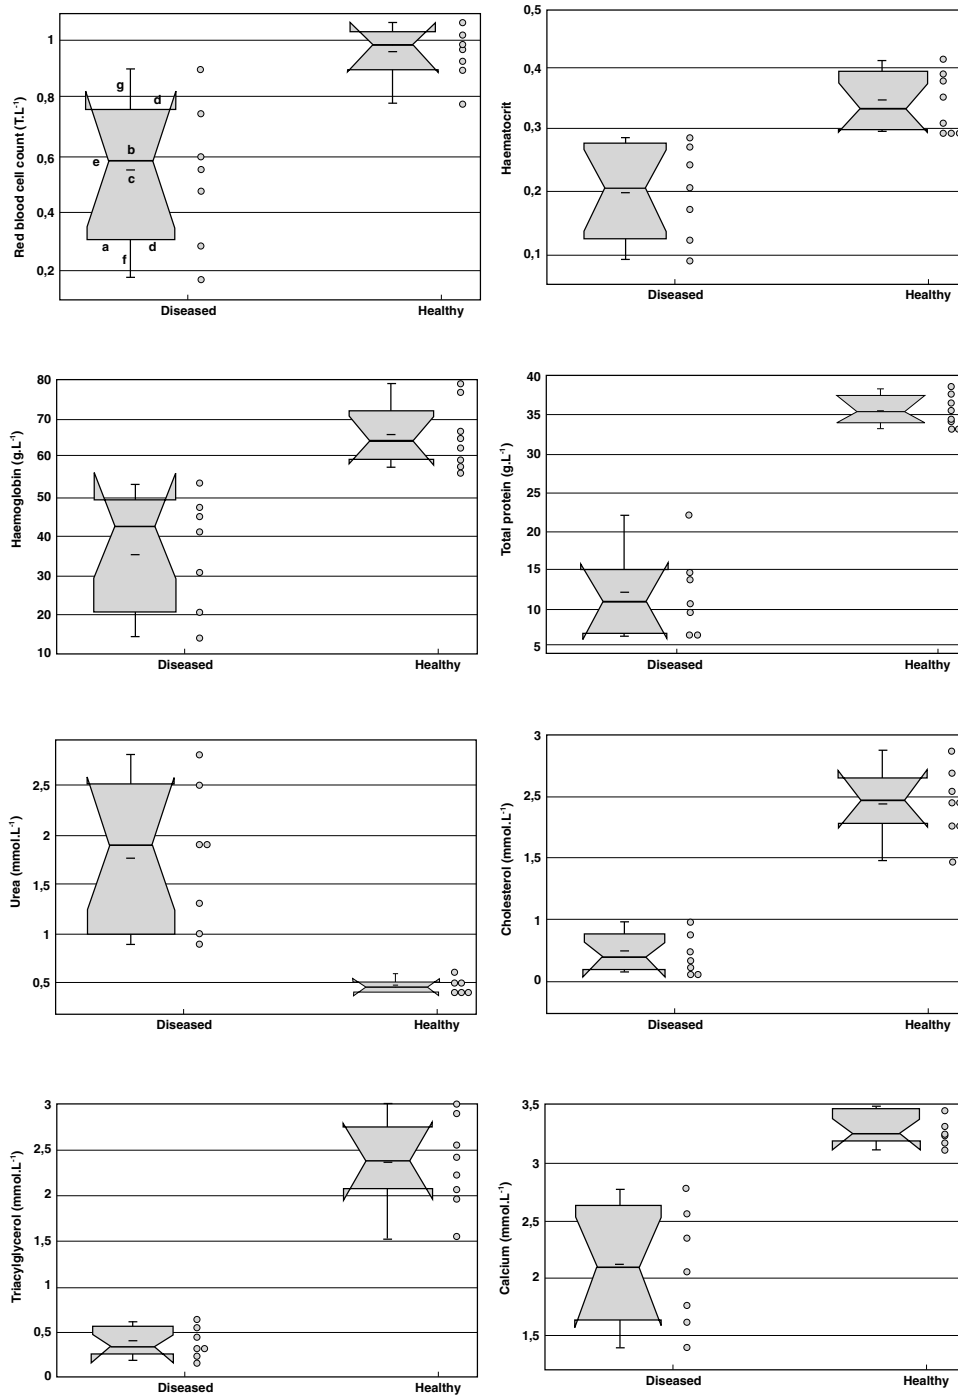 Red blood cell count (T.L-1)
1
0,8
0,6
0,4
0,2
g
d
b
e
c
a
d
f
Diseased
Healthy
Haematocrit
0,5
0,4
0,3
0,2
0,1
Diseased
Healthy
Haemoglobin (g.L-1)
80
70
60
50
40
30
20
10
Diseased
Healthy
Total protein (g.L-1)
40
35
30
25
20
15
10
5
Diseased
Healthy
Urea (mmol.L-1)
2,5
2
1,5
1
0,5
Diseased
Healthy
Cholesterol (mmol.L-1)
3
2,5
1,5
1
0
Diseased
Healthy
Triacylglycerol (mmol.L-1)
3
2,5
2
1,5
1
0,5
0
Diseased
Healthy
Calcium (mmol.L-1)
3,5
3
2,5
2
1,5
Diseased
Healthy